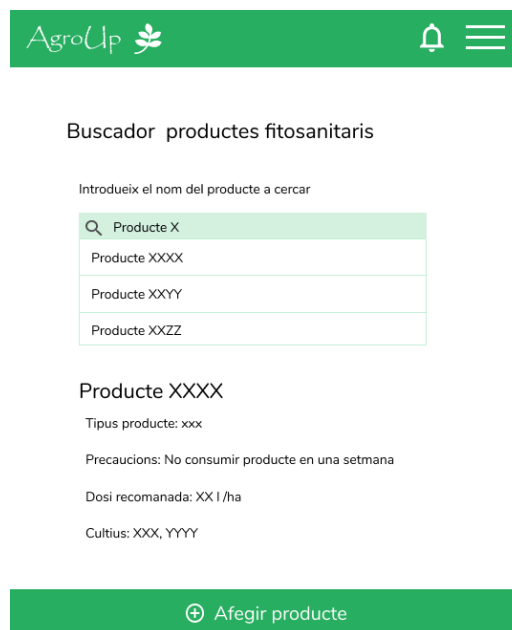 AgroUp
Buscador productes fitosanitaris
Introdueix el nom del producte a cercar
Producte X
Producte XXXX
Producte XXYY
Producte XXZZ
Producte XXXX
Tipus producte: xxx
Precaucions: No consumir producte en una setmana
Dosi recomanada: XX l /ha
Cultius: XXX, YYYY
Afegir producte